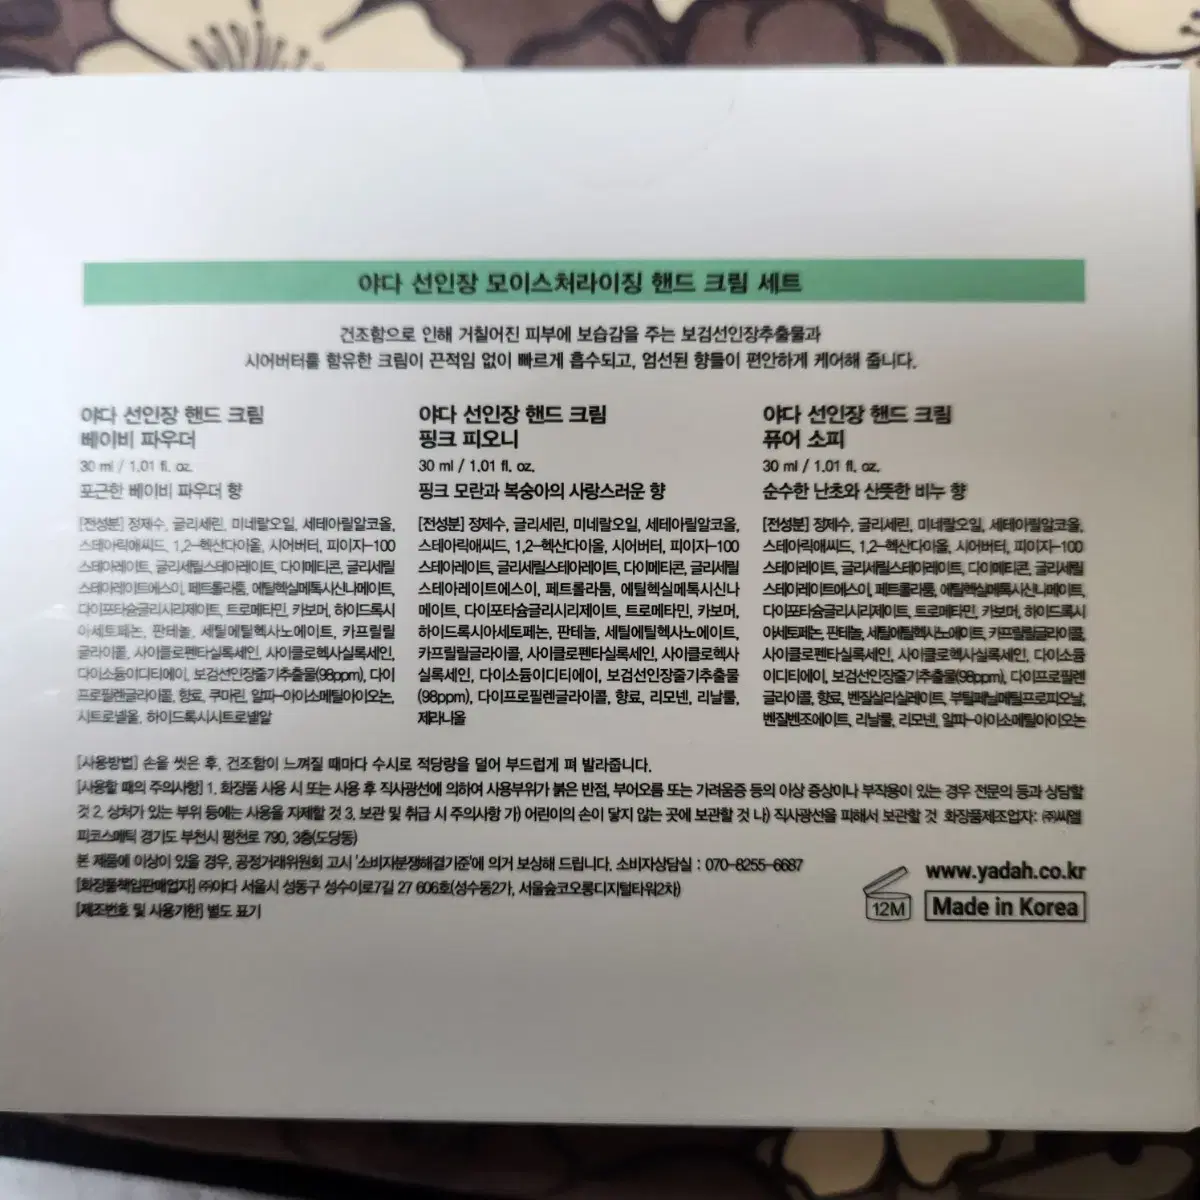 야다 선인장 모이스처라이징 핸드 크림 세트
건조함으로 인해 거칠어진 피부에 보습감을 주는 보검선인장추출물과
시어버터를 함유한 크림이 끈적임 없이 빠르게 흡수되고, 엄선된 향들이 편안하게 케어해 줍니다.
야다 선인장 핸드 크림
베이비 파우더
30 ml / 1.01 fl. oz.
포근한 베이비 파우더 향
[전성분] 정제수, 글리세린, 미네랄오일, 세테아릴알코올,
스테아릭애씨드, 1,2-헥산다이올, 시어버터, 피이지-100
스테아레이트, 글리세릴스테아레이트, 다이메티콘, 글리세릴
스테아레이트에스이, 페트롤라툼, 에틸헥실메톡시신나메이트,
다이포타슘글리시리제이트, 트로메타민, 카보머, 하이드록시
아세토페논, 판테놀, 세틸에틸헥사노에이트, 카프릴릴
글라이콜, 사이클로펜타실록세인, 사이클로헥사실록세인,
다이소듐이디티에이, 보검선인장줄기추출물(98ppm), 다이
프로필렌글라이콜, 향료, 쿠마린, 알파-아이소메틸아이오논,
시트로넬올, 하이드록시시트로넬알
야다 선인장 핸드 크림
핑크 피오니
30 ml / 1.01 fl. oz.
핑크 모란과 복숭아의 사랑스러운 향
[전성분] 정제수, 글리세린, 미네랄오일, 세테아릴알코올,
스테아릭애씨드, 1,2-헥산다이올, 시어버터, 피이지-100
스테아레이트, 글리세릴스테아레이트, 다이메티콘, 글리세릴
스테아레이트에스이, 페트롤라툼, 에틸헥실메톡시신나
메이트, 다이포타슘글리시리제이트, 트로메타민, 카보머,
하이드록시아세토페논, 판테놀, 세틸에틸헥사노에이트,
카프릴릴글라이콜, 사이클로펜타실록세인, 사이클로헥사
실록세인, 다이소듐이디티에이, 보검선인장줄기추출물
(98ppm), 다이프로필렌글라이콜, 향료, 리모넨, 리날룰,
제라니올
야다 선인장 핸드 크림
퓨어 소피
30 ml / 1.01 fl. oz.
순수한 난초와 산뜻한 비누 향
[전성분] 정제수, 글리세린, 미네랄오일, 세테아릴알코올,
스테아릭애씨드, 1,2-헥산다이올, 시어버터, 피이지-100
스테아레이트, 글리세릴스테아레이트, 다이메티콘, 글리세릴
스테아레이트에스이, 페트롤라툼, 에틸헥실메톡시신나메이트,
다이포타슘글리시리제이트, 트로메타민, 카보머, 하이드록시
아세토페논, 판테놀, 세틸에틸헥사노에이트, 카프릴릴글라이콜,
사이클로펜타실록세인, 사이클로헥사실록세인, 다이소듐
이디티에이, 보검선인장줄기추출물(98ppm), 다이프로필렌
글라이콜, 향료, 벤질살리실레이트, 부틸페닐메틸프로피오날,
벤질벤조에이트, 리날룰, 리모넨, 알파-아이소메틸아이오논
[사용방법] 손을 씻은 후, 건조함이 느껴질 때마다 수시로 적당량을 덜어 부드럽게 펴 발라줍니다.
[사용할 때의 주의사항] 1. 화장품 사용 시 또는 사용 후 직사광선에 의하여 사용부위가 붉은 반점, 부어오름 또는 가려움증 등의 이상 증상이나 부작용이 있는 경우 전문의 등과 상담할
것 2. 상처가 있는 부위 등에는 사용을 자제할 것 3. 보관 및 취급 시 주의사항 가) 어린이의 손이 닿지 않는 곳에 보관할 것 나) 직사광선을 피해서 보관할 것 화장품제조업자: ㈜씨엘
피코스메틱 경기도 부천시 평천로 790, 3층(도당동)
본 제품에 이상이 있을 경우, 공정거래위원회 고시 '소비자분쟁해결기준'에 의거 보상해 드립니다. 소비자상담실 : 070-8255-6687
[화장품책임판매업자] ㈜야다 서울시 성동구 성수이로7길 27 606호(성수동2가, 서울숲코오롱디지털타워2차)
[제조번호 및 사용기한] 별도 표기
12M
www.yadah.co.kr
Made in Korea